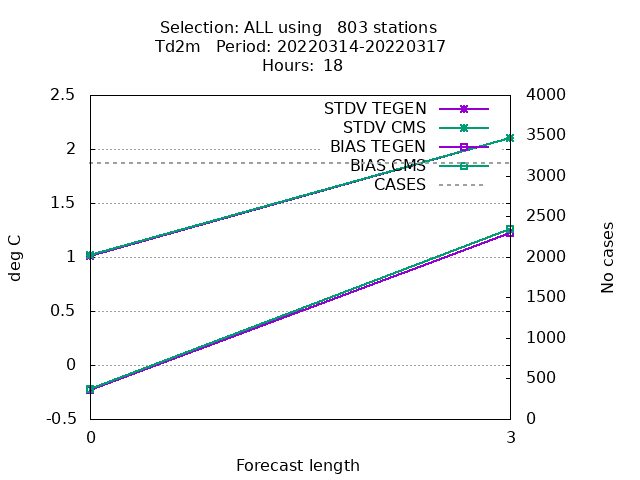 Selection: ALL using   803 stations
Td2m   Period: 20220314-20220317
Hours:  18
2.5
2
1.5
1
0.5
0
-0.5
4000
3500
3000
2500
2000
1500
1000
500
0
STDV TEGEN
STDV CMS
BIAS TEGEN
BIAS CMS
CASES
deg C
No cases
0
3
Forecast length